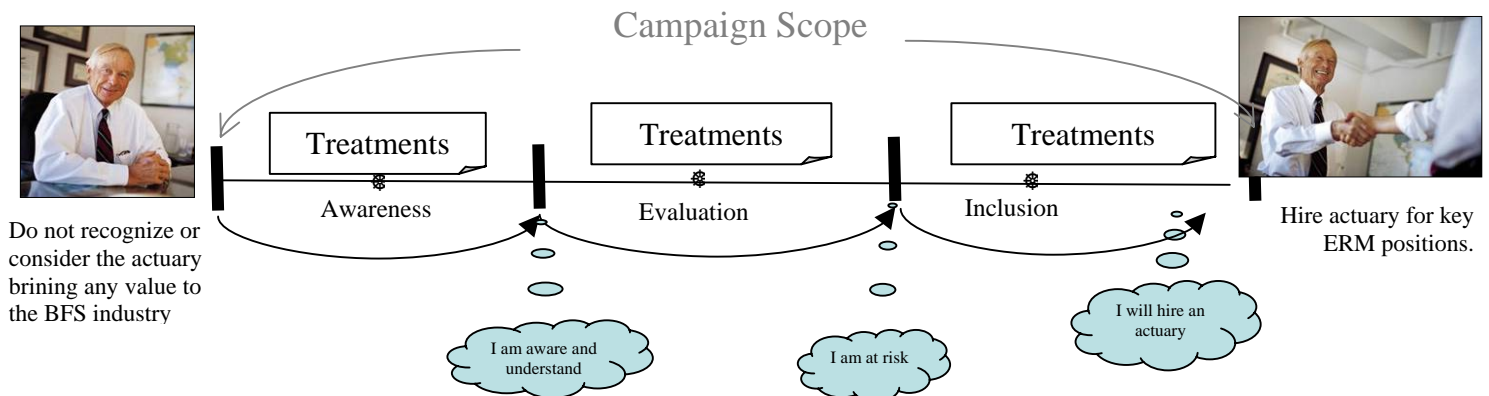 Campaign Scope
Treatments
Treatments
Treatments
Awareness
Evaluation
Inclusion
Do not recognize or
consider the actuary
brining any value to
the BFS industry
Hire actuary for key
ERM positions.
I am aware and
understand
I am at risk
I will hire an
actuary